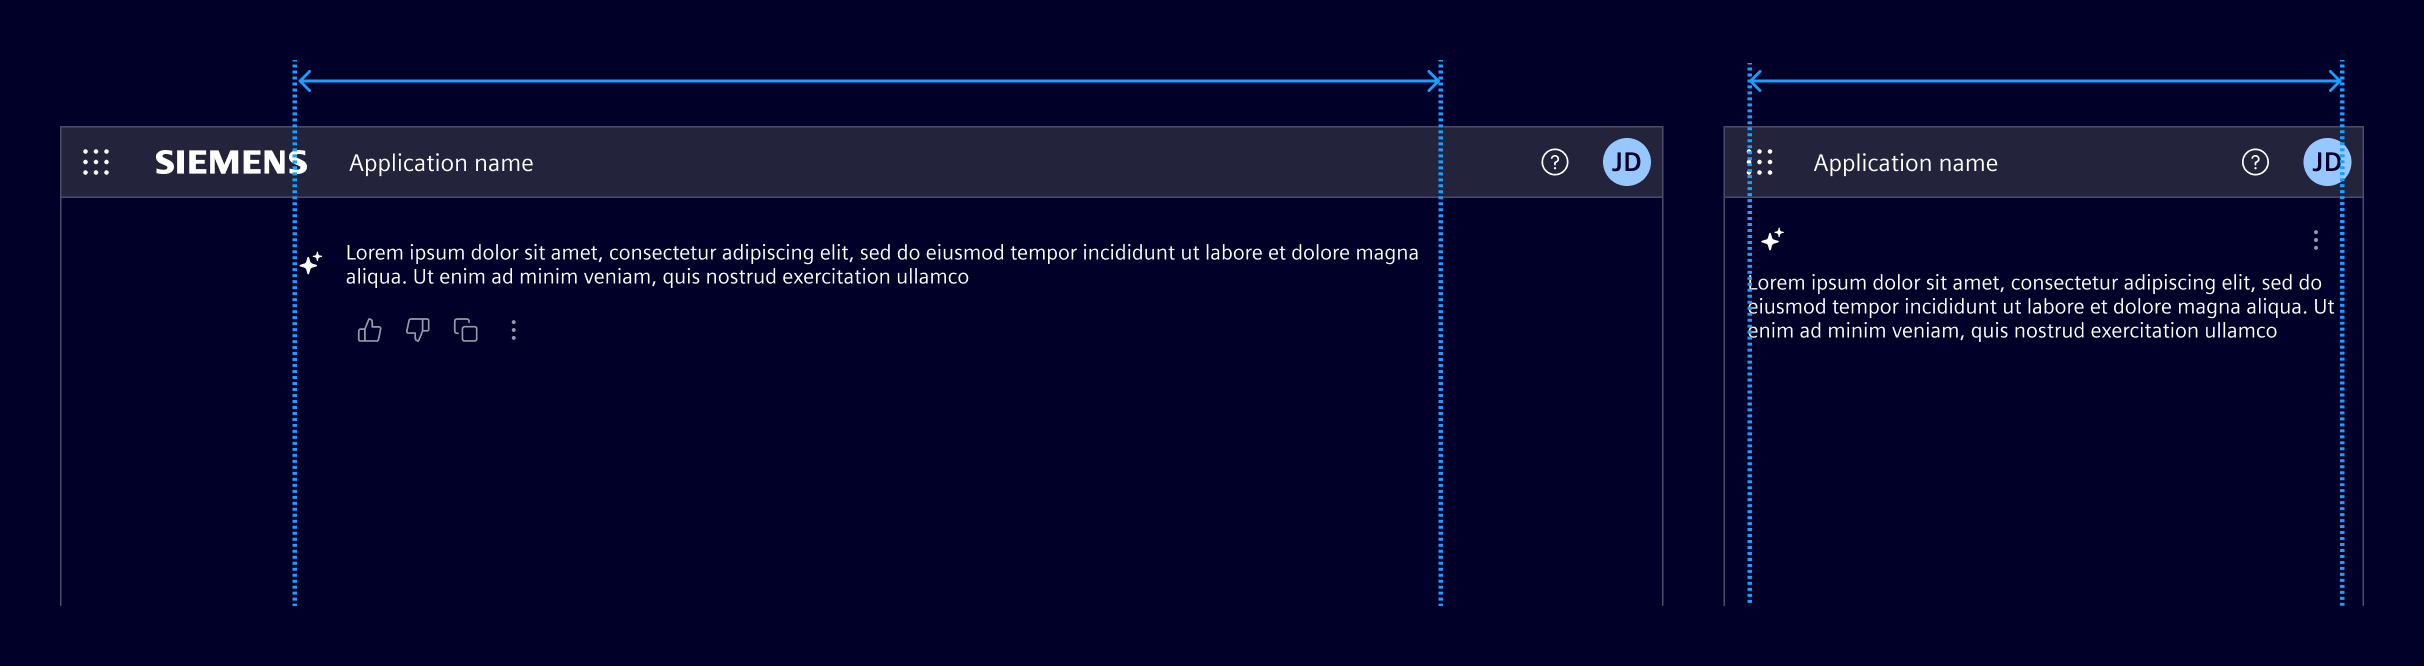 SIEMENS Application name JD
Lorem ipsum dolor sit amet, consectetur adipiscing elit, sed do eiusmod tempor incididunt ut labore et dolore magna
aliqua. Ut enim ad minim veniam, quis nostrud exercitation ullamco
Application name JD
Lorem ipsum dolor sit amet, consectetur adipiscing elit, sed do
eiusmod tempor incididunt ut labore et dolore magna aliqua. Ut
enim ad minim veniam, quis nostrud exercitation ullamco